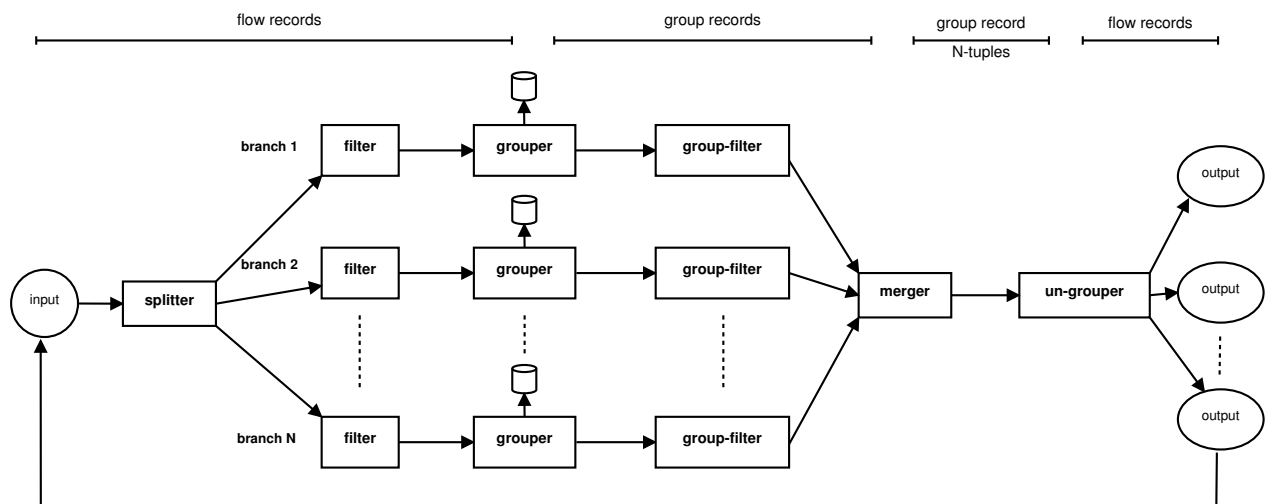 flow records
group records
group record
N-tuples
flow records
branch 1
filter
grouper
group-filter
output
branch 2
filter
grouper
group-filter
input
splitter
merger
un-grouper
output
branch N
filter
grouper
group-filter
output